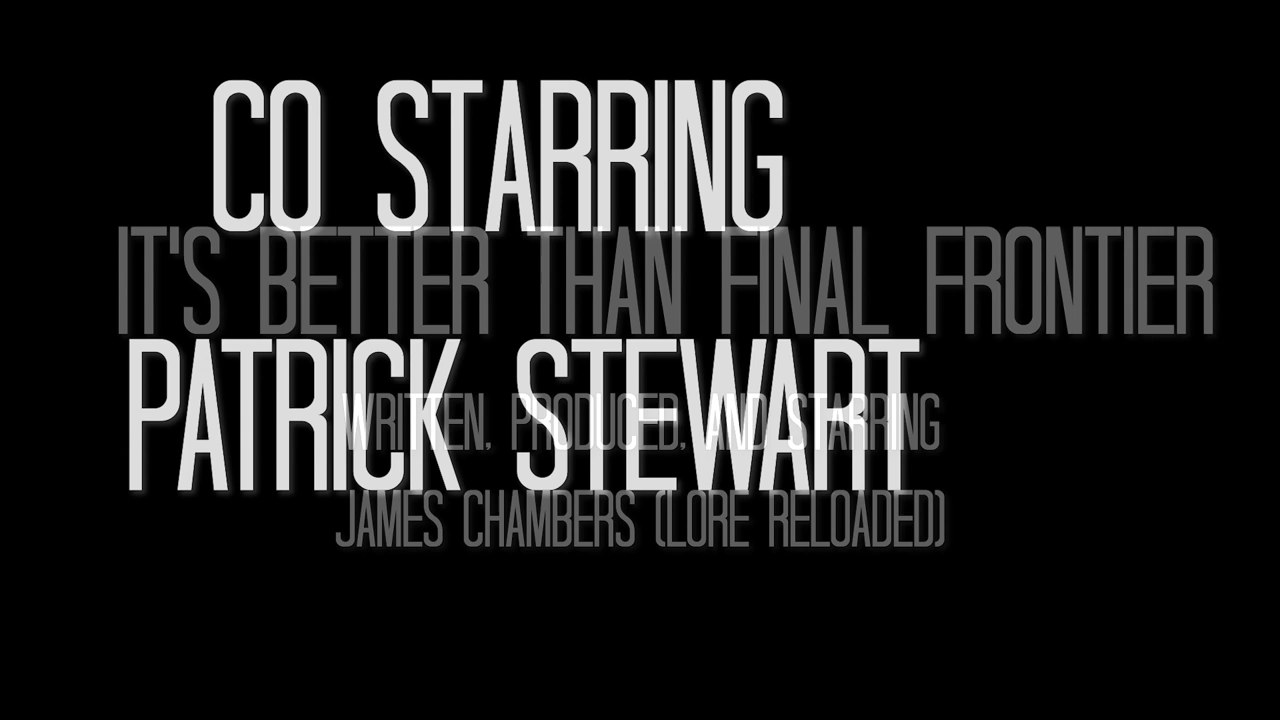 CO STARRING
IT'S BETTER THAN FINAL FRONTIER
PATRICK STEWART
WRITTEN, PRODUCED, AND STARRING
JAMES CHAMBERS (LORE RELOADED)